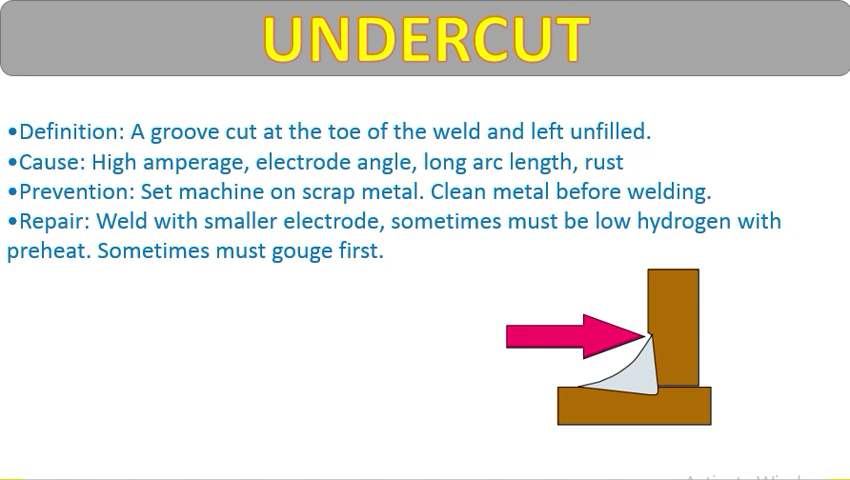 UNDERCUT
•Definition: A groove cut at the toe of the weld and left unfilled.
•Cause: High amperage, electrode angle, long arc length, rust
•Prevention: Set machine on scrap metal. Clean metal before welding.
•Repair: Weld with smaller electrode, sometimes must be low hydrogen with
preheat. Sometimes must gouge first.